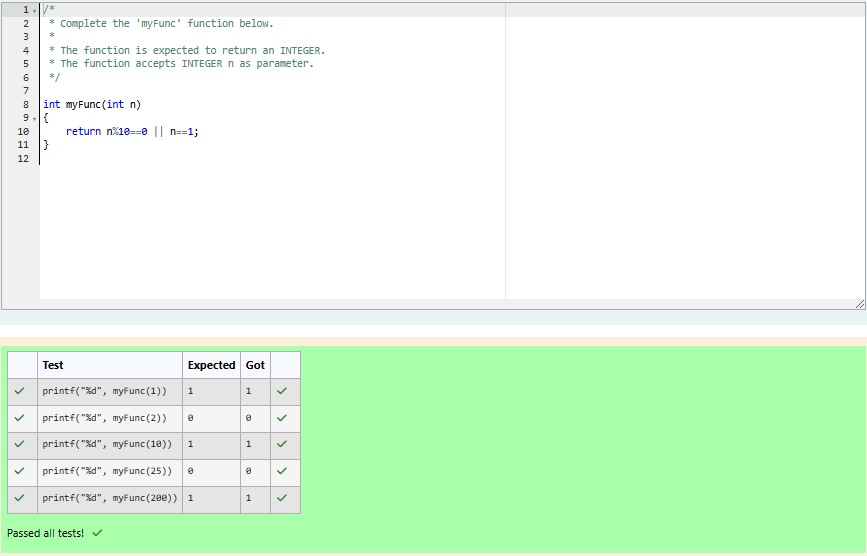 1 /*
2  * Complete the 'myFunc' function below.
3  *
4  * The function is expected to return an INTEGER.
5  * The function accepts INTEGER n as parameter.
6  */
7
8 int myFunc(int n)
9 {
10     return n%10==0 || n==1;
11 }
12
Test Expected Got
printf("%d", myFunc(1)) 1 1
printf("%d", myFunc(2)) 0 0
printf("%d", myFunc(10)) 1 1
printf("%d", myFunc(25)) 0 0
printf("%d", myFunc(200)) 1 1
Passed all tests!